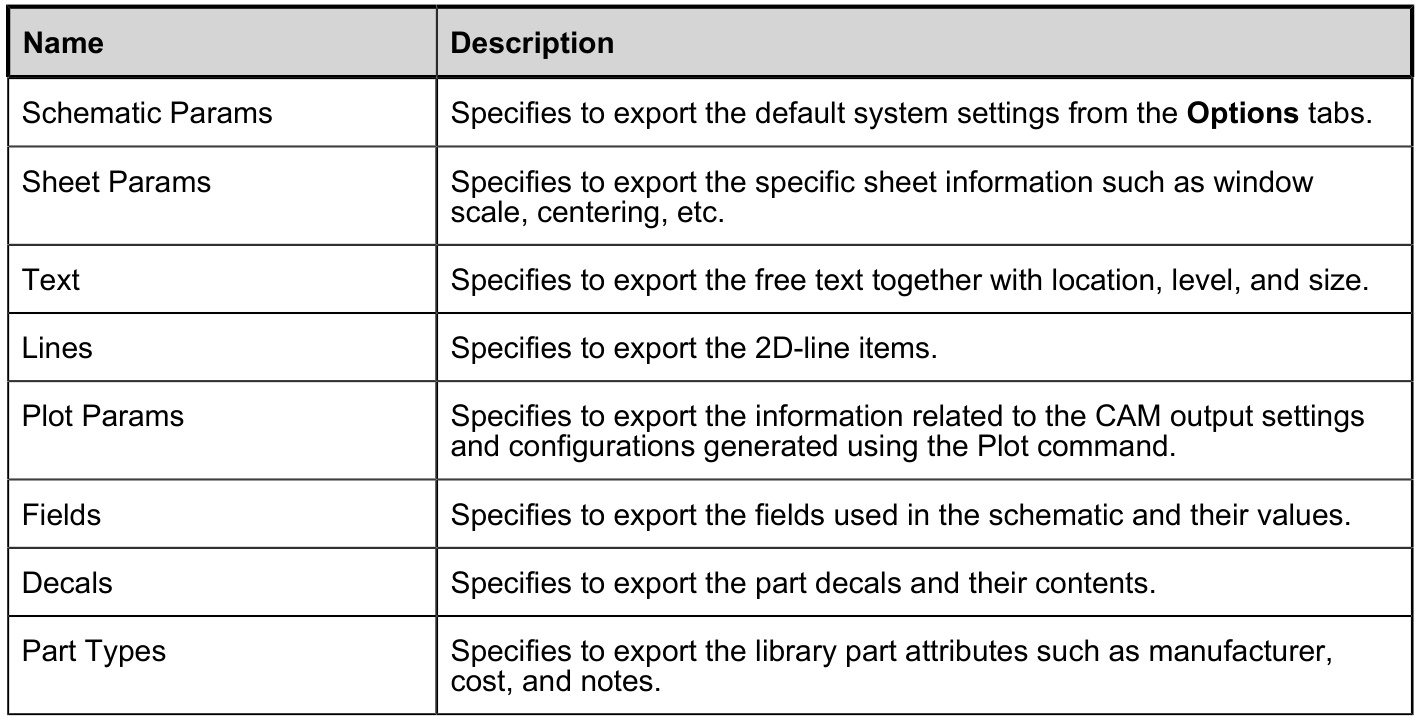 Name Description
Schematic Params Specifies to export the default system settings from the Options tabs.
Sheet Params Specifies to export the specific sheet information such as window
scale, centering, etc.
Text Specifies to export the free text together with location, level, and size.
Lines Specifies to export the 2D-line items.
Plot Params Specifies to export the information related to the CAM output settings
and configurations generated using the Plot command.
Fields Specifies to export the fields used in the schematic and their values.
Decals Specifies to export the part decals and their contents.
Part Types Specifies to export the library part attributes such as manufacturer,
cost, and notes.